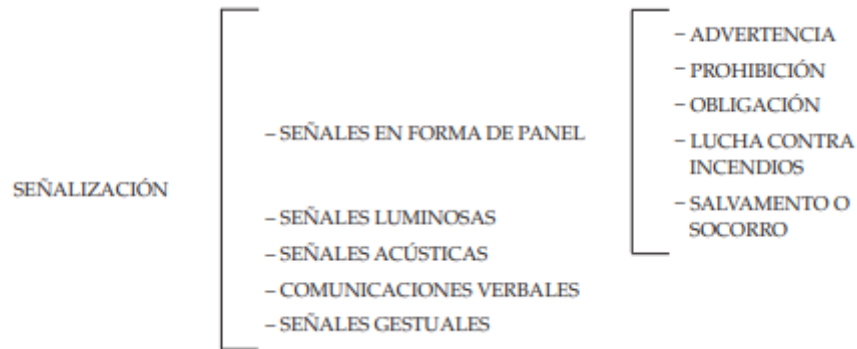 SEÑALIZACIÓN
– SEÑALES EN FORMA DE PANEL
– ADVERTENCIA
– PROHIBICIÓN
– OBLIGACIÓN
– LUCHA CONTRA
INCENDIOS
– SALVAMENTO O
SOCORRO
– SEÑALES LUMINOSAS
– SEÑALES ACÚSTICAS
– COMUNICACIONES VERBALES
– SEÑALES GESTUALES